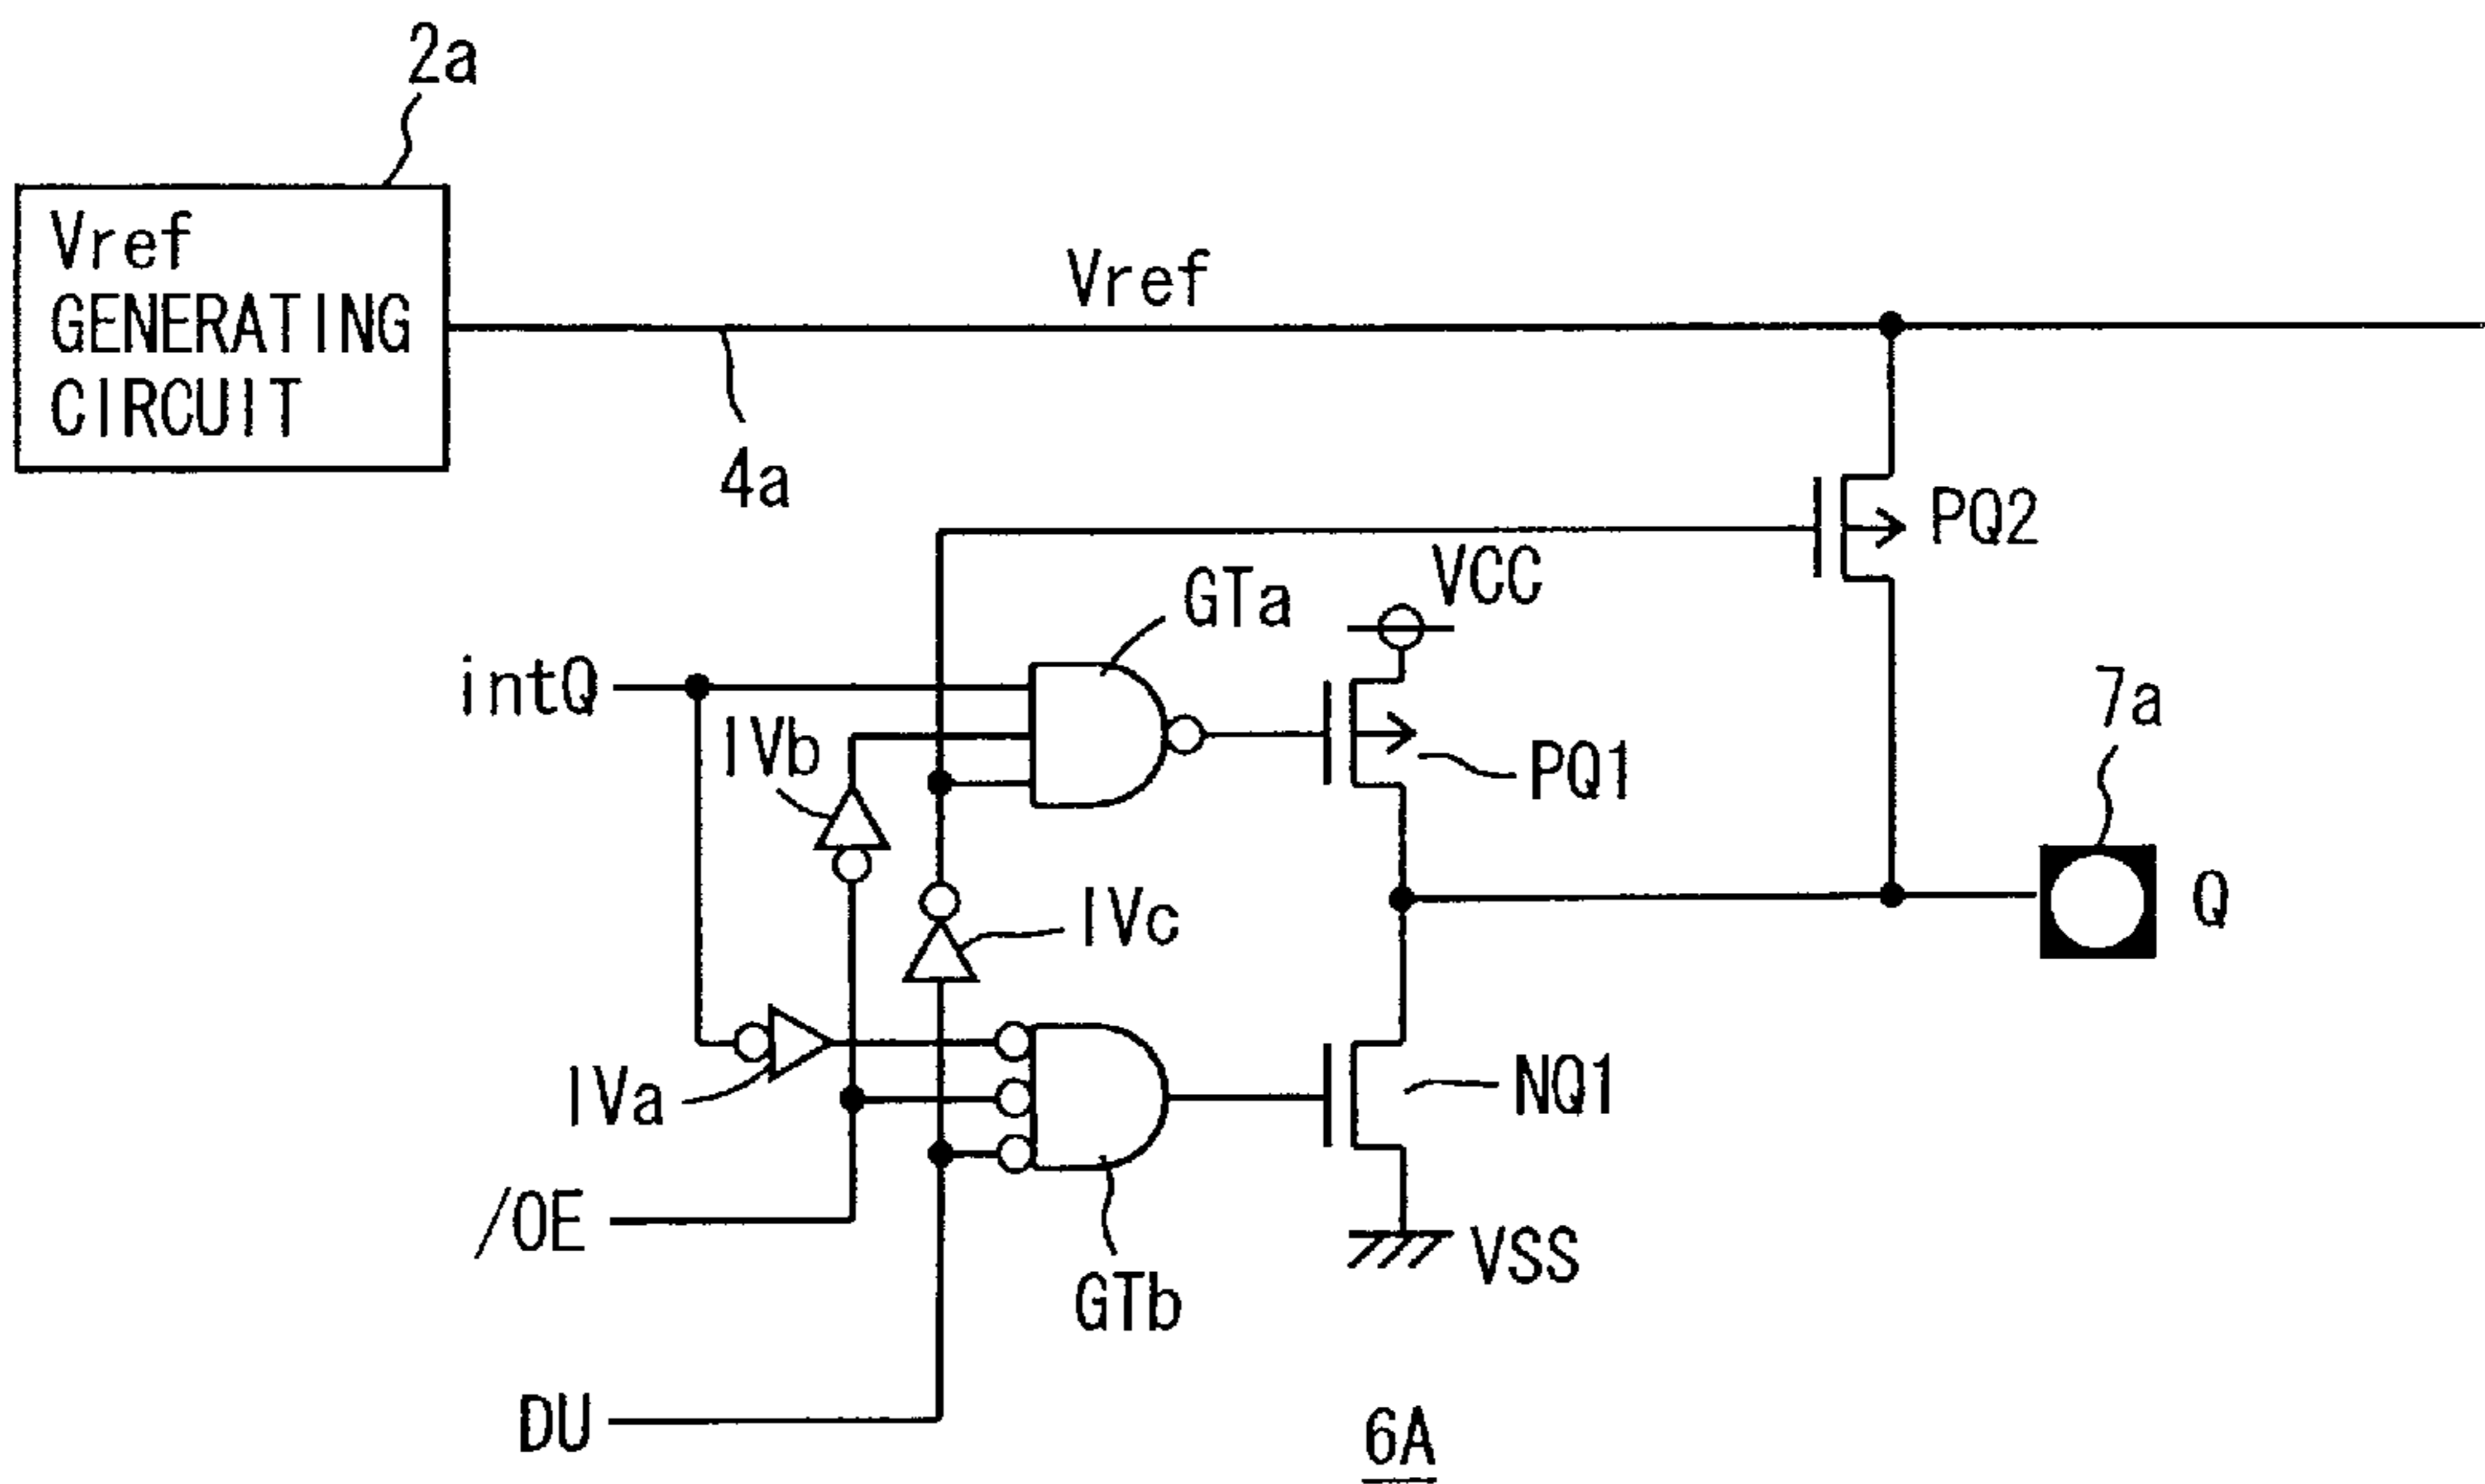 2a
Vref
GENERATING
CIRCUIT
Vref
4a
PQ2
VCC
GTa
intQ
IVb
7a
PQ1
IVc
Q
IVa
NQ1
/OE
VSS
GTb
DU
6A